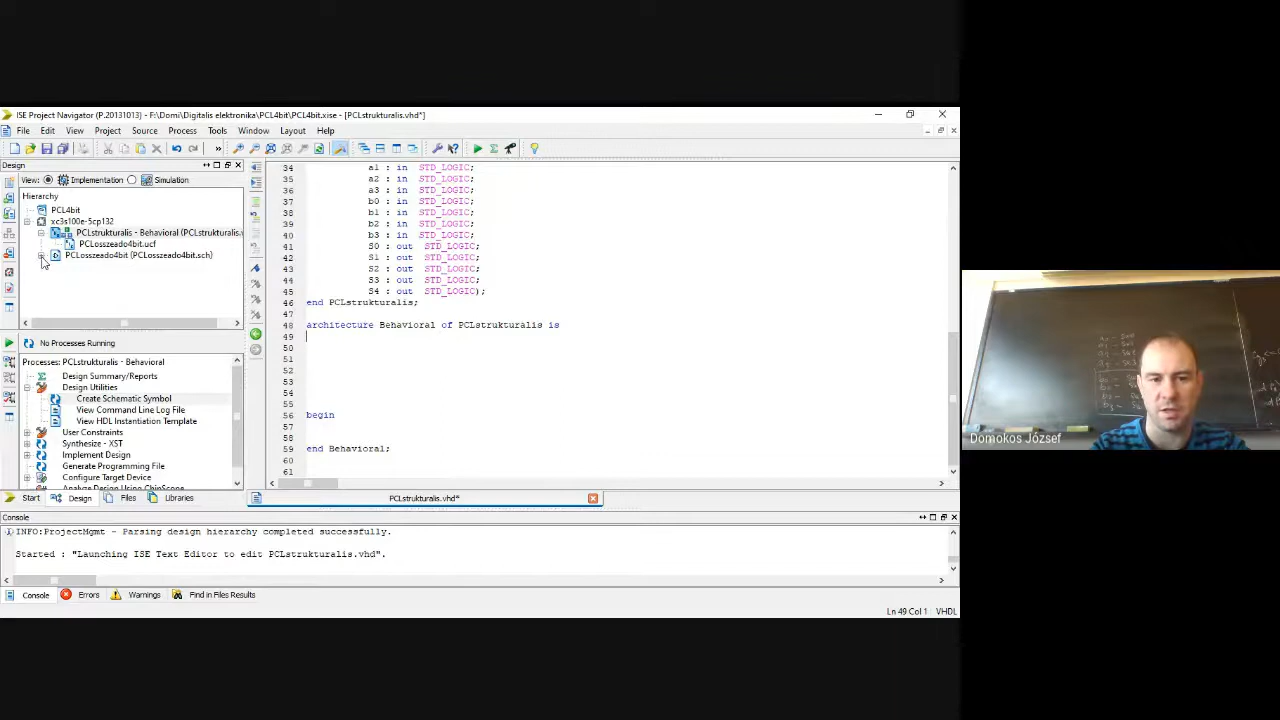 ISE Project Navigator (P.20131013) - F:\Domi\Digitalis elektronika\PCL4bit\PCL4bit.xise - [PCLstrukturalis.vhd*]
File Edit View Project Source Process Tools Window Layout Help
Design
View: Implementation Simulation
Hierarchy
PCL4bit
xc3s100e-5cp132
PCLstrukturalis - Behavioral (PCLstrukturalis.v
PCLosszeado4bit.ucf
PCLosszeado4bit (PCLosszeado4bit.sch)
No Processes Running
Processes: PCLstrukturalis - Behavioral
Design Summary/Reports
Design Utilities
Create Schematic Symbol
View Command Line Log File
View HDL Instantiation Template
User Constraints
Synthesize - XST
Implement Design
Generate Programming File
Configure Target Device
Analyze Design Using ChipScope
Start Design Files Libraries
34 a1 : in STD_LOGIC;
35 a2 : in STD_LOGIC;
36 a3 : in STD_LOGIC;
37 b0 : in STD_LOGIC;
38 b1 : in STD_LOGIC;
39 b2 : in STD_LOGIC;
40 b3 : in STD_LOGIC;
41 S0 : out STD_LOGIC;
42 S1 : out STD_LOGIC;
43 S2 : out STD_LOGIC;
44 S3 : out STD_LOGIC;
45 S4 : out STD_LOGIC);
46 end PCLstrukturalis;
47
48 architecture Behavioral of PCLstrukturalis is
49
50
51
52
53
54
55
56 begin
57
58
59 end Behavioral;
60
61
PCLstrukturalis.vhd*
Console
INFO:ProjectMgmt - Parsing design hierarchy completed successfully.
Started : "Launching ISE Text Editor to edit PCLstrukturalis.vhd".
Console Errors Warnings Find in Files Results
Ln 49 Col 1 VHDL
Domokos József